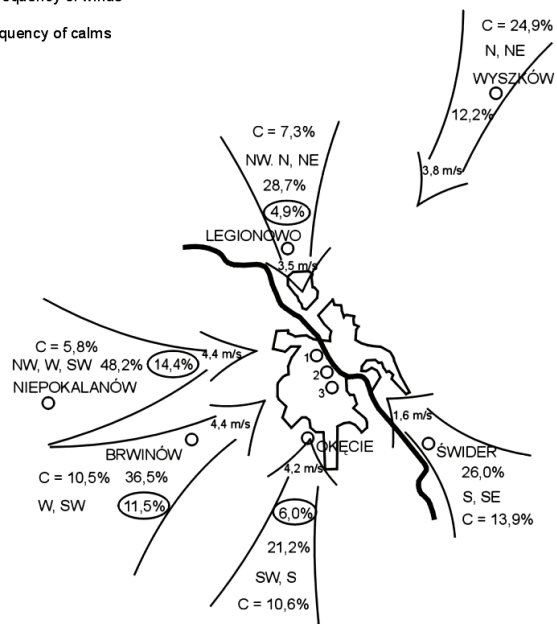 frequency of winds
quency of calms
C = 24,9%
N, NE
WYSZKÓW
12,2%
3,8 m/s
C = 7,3%
NW. N, NE
28,7%
4,9%
LEGIONOWO
3,5 m/s
C = 5,8%
NW, W, SW 48,2% 14,4% 4,4 m/s
NIEPOKALANÓW
1
2
3
4,4 m/s
BRWINÓW
C = 10,5% 36,5%
W, SW 11,5%
OKĘCIE
4,2 m/s
6,0%
21,2%
SW, S
C = 10,6%
1,6 m/s
ŚWIDER
26,0%
S, SE
C = 13,9%